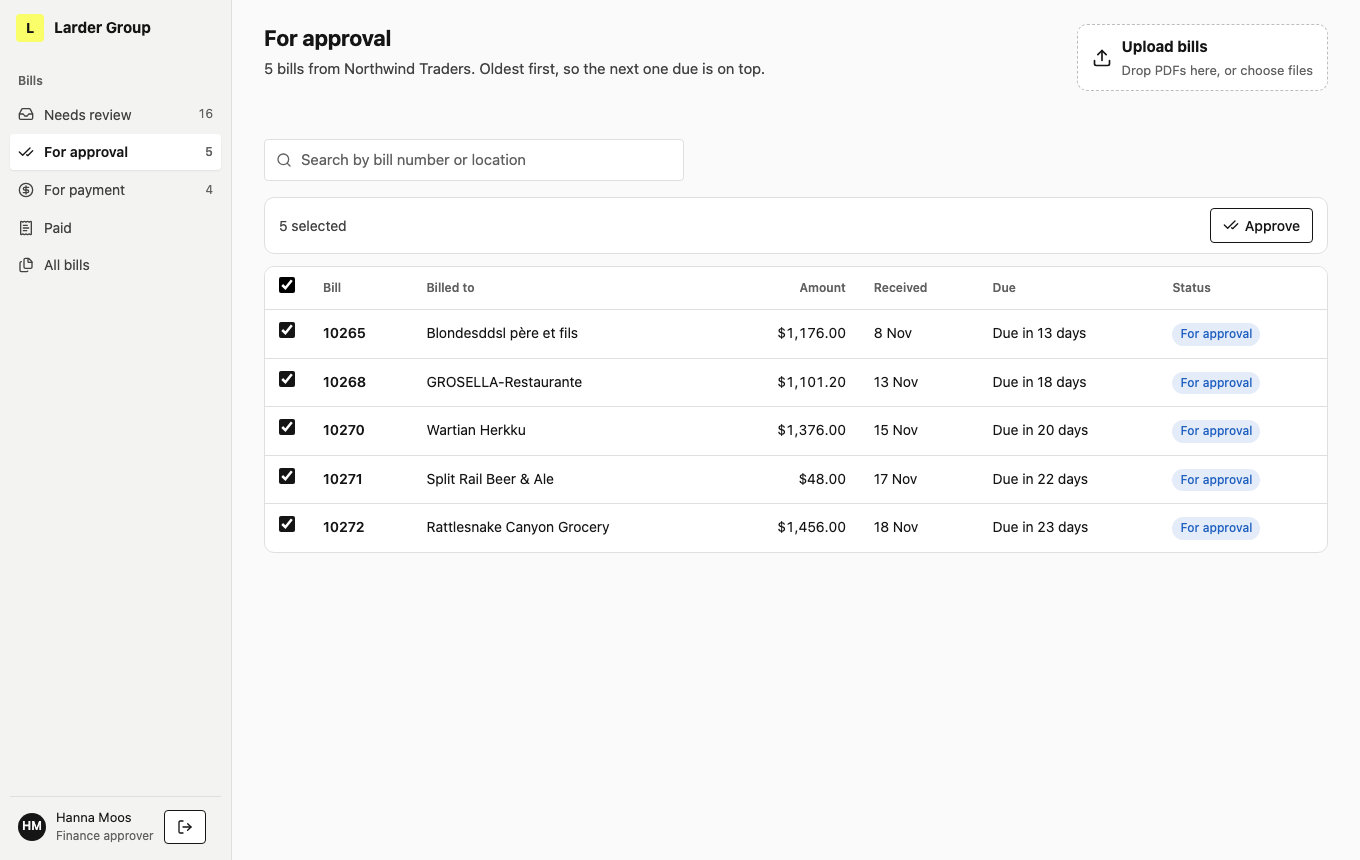 L Larder Group
Bills
Needs review 16
For approval 5
For payment 4
Paid
All bills
HM Hanna Moos
Finance approver
For approval
5 bills from Northwind Traders. Oldest first, so the next one due is on top.
Upload bills
Drop PDFs here, or choose files
Search by bill number or location
5 selected
Approve
Bill Billed to Amount Received Due Status
10265 Blondesddsl père et fils $1,176.00 8 Nov Due in 13 days For approval
10268 GROSELLA-Restaurante $1,101.20 13 Nov Due in 18 days For approval
10270 Wartian Herkku $1,376.00 15 Nov Due in 20 days For approval
10271 Split Rail Beer & Ale $48.00 17 Nov Due in 22 days For approval
10272 Rattlesnake Canyon Grocery $1,456.00 18 Nov Due in 23 days For approval